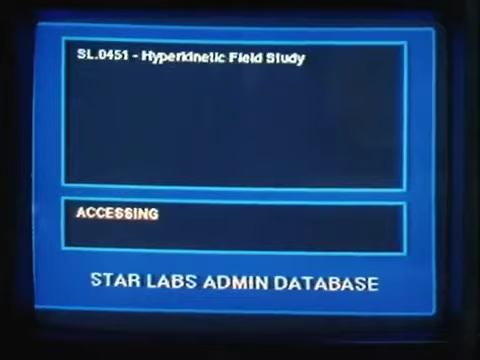 SL.0451 - Hyperkinetic Field Study
ACCESSING
STAR LABS ADMIN DATABASE